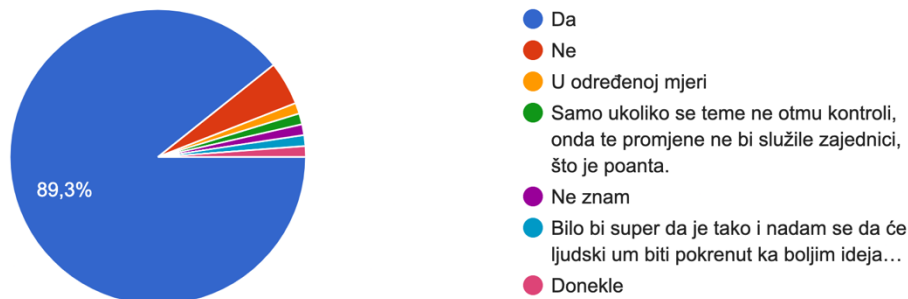 89,3%
Da
Ne
U određenoj mjeri
Samo ukoliko se teme ne otmu kontroli,
onda te promjene ne bi služile zajednici,
što je poanta.
Ne znam
Bilo bi super da je tako i nadam se da će
ljudski um biti pokrenut ka boljim ideja…
Donekle